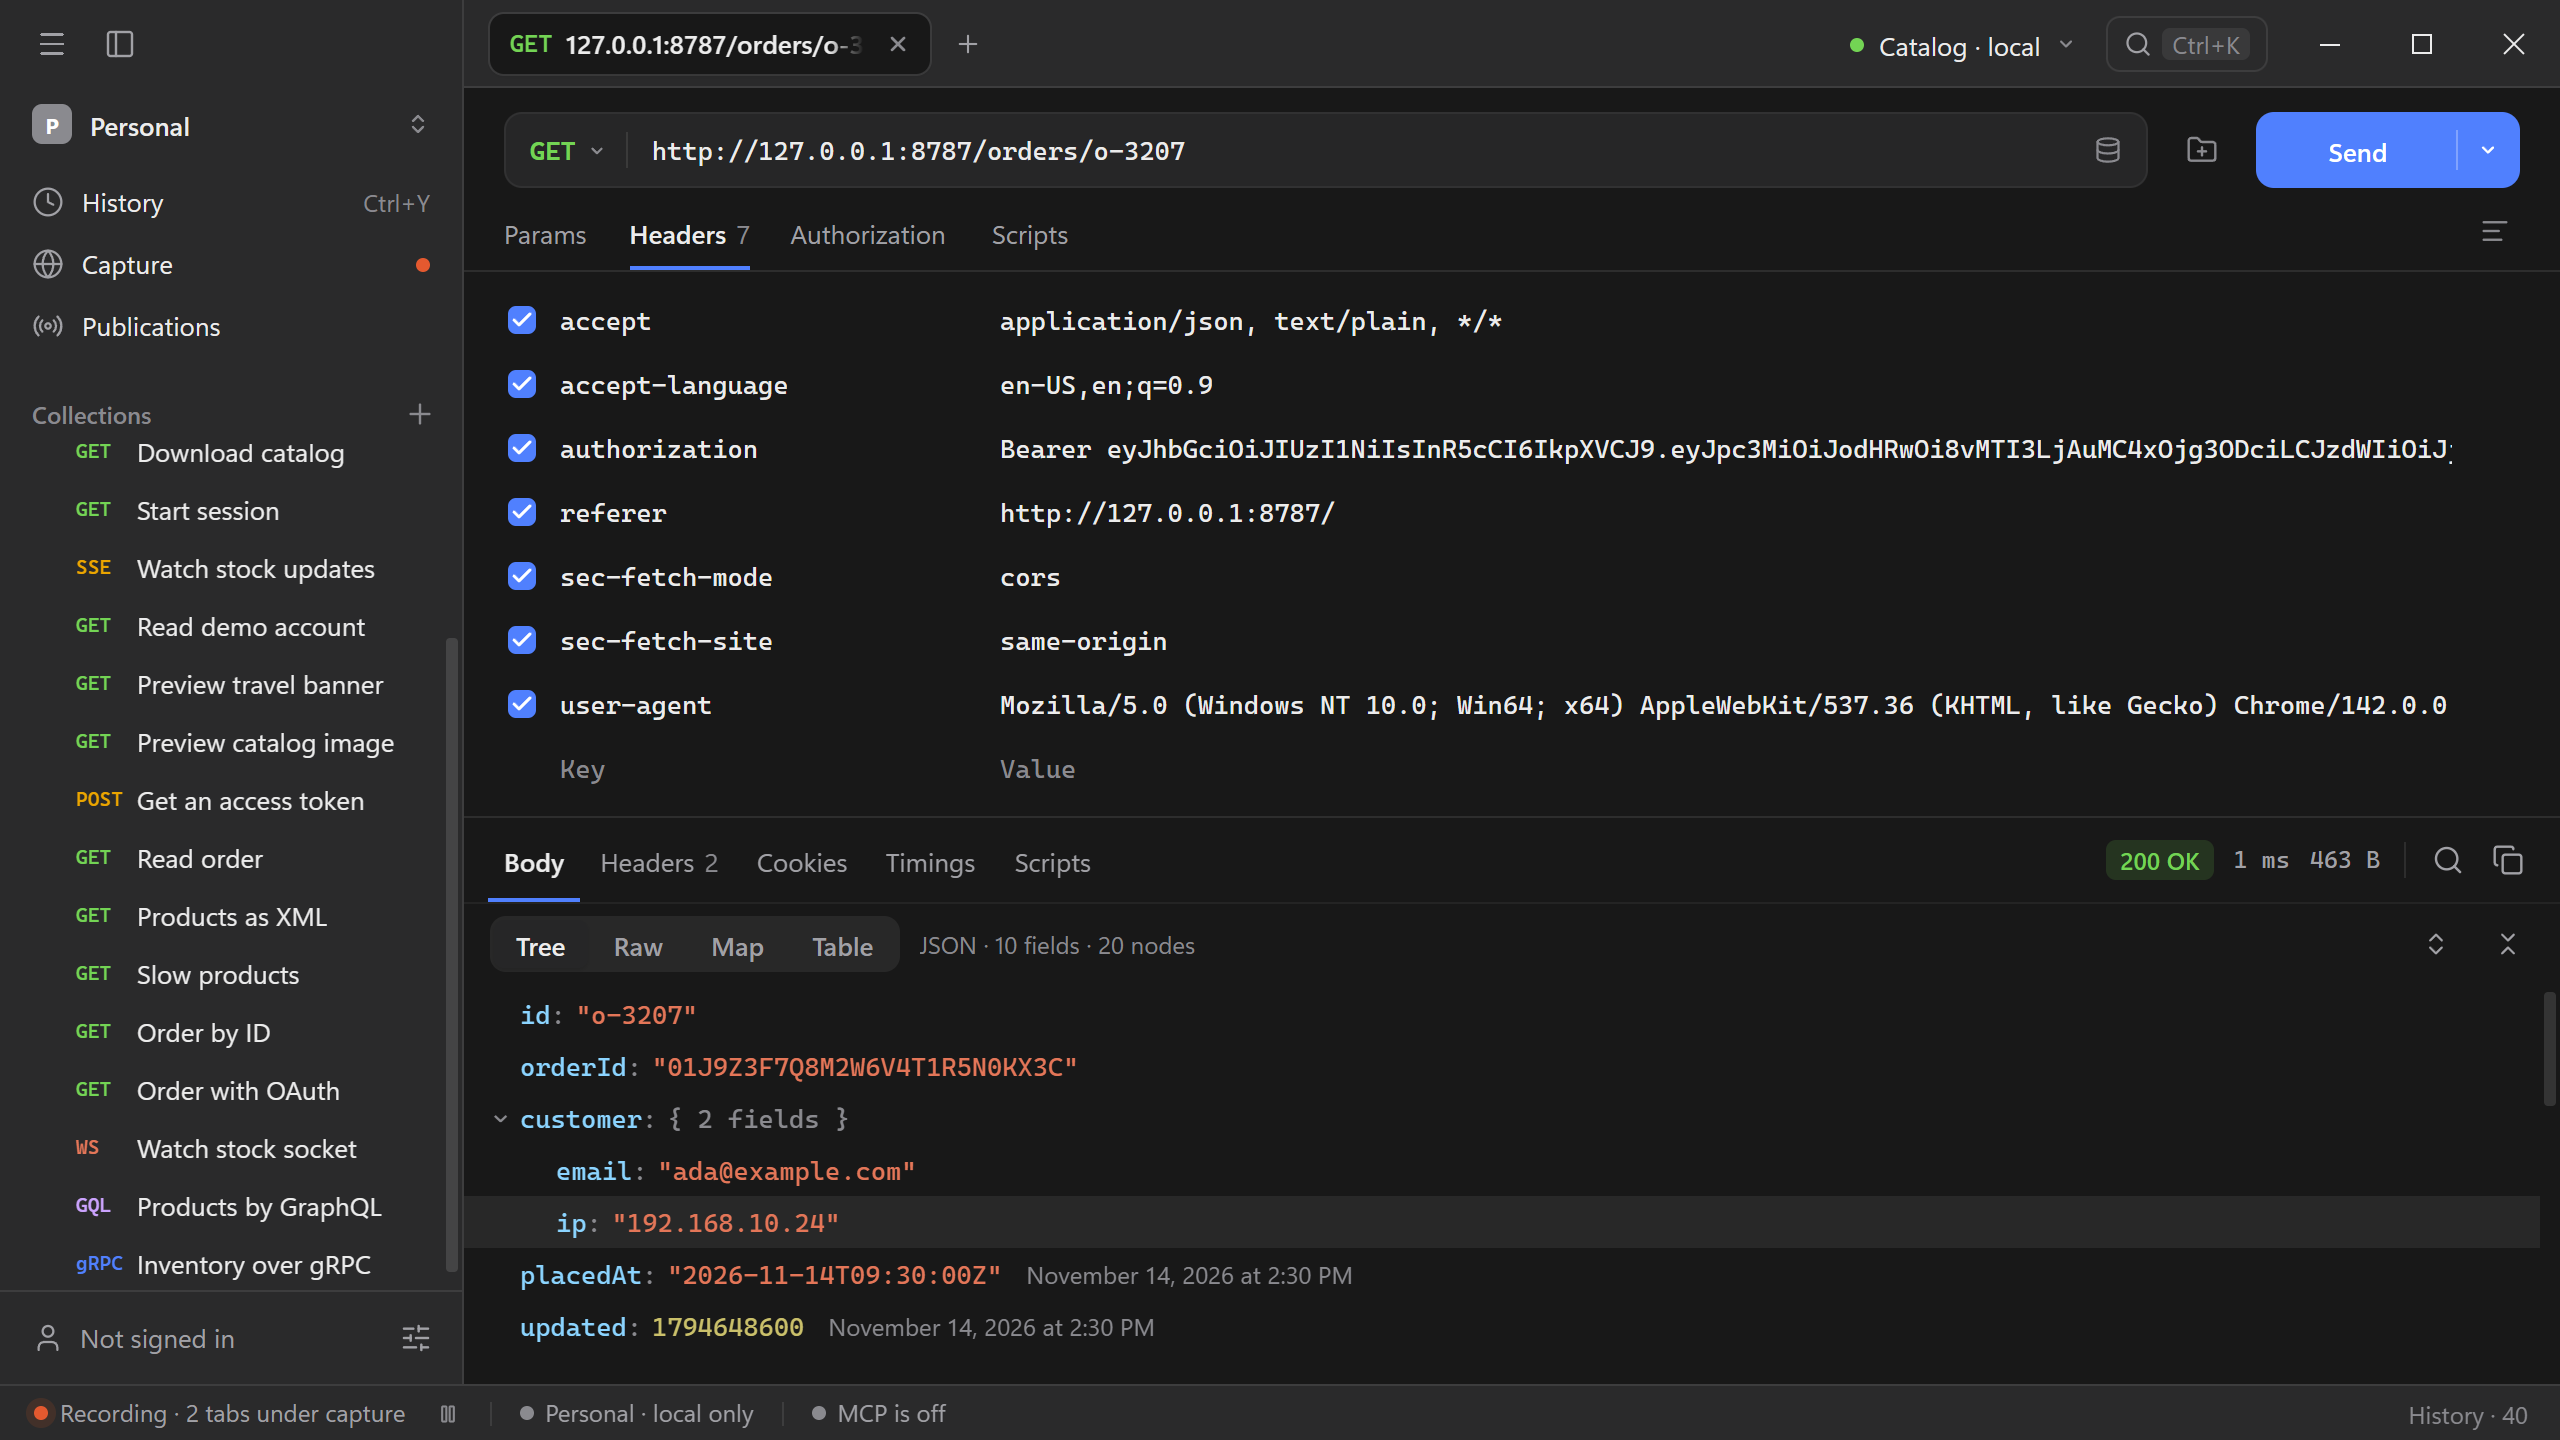 GET 127.0.0.1:8787/orders/o-3
Catalog · local
Ctrl+K
P Personal
History Ctrl+Y
Capture
Publications
Collections
GET Download catalog
GET Start session
SSE Watch stock updates
GET Read demo account
GET Preview travel banner
GET Preview catalog image
POST Get an access token
GET Read order
GET Products as XML
GET Slow products
GET Order by ID
GET Order with OAuth
WS Watch stock socket
GQL Products by GraphQL
gRPC Inventory over gRPC
Not signed in
GET http://127.0.0.1:8787/orders/o-3207
Send
Params Headers 7 Authorization Scripts
accept application/json, text/plain, */*
accept-language en-US,en;q=0.9
authorization Bearer eyJhbGciOiJIUzI1NiIsInR5cCI6IkpXVCJ9.eyJpc3MiOiJodHRwOi8vMTI3LjAuMC4xOjg3ODciLCJzdWIiOiJj
referer http://127.0.0.1:8787/
sec-fetch-mode cors
sec-fetch-site same-origin
user-agent Mozilla/5.0 (Windows NT 10.0; Win64; x64) AppleWebKit/537.36 (KHTML, like Gecko) Chrome/142.0.0
Key Value
Body Headers 2 Cookies Timings Scripts
200 OK 1 ms 463 B
Tree Raw Map Table JSON · 10 fields · 20 nodes
id: "o-3207"
orderId: "01J9Z3F7Q8M2W6V4T1R5N0KX3C"
customer: { 2 fields }
email: "ada@example.com"
ip: "192.168.10.24"
placedAt: "2026-11-14T09:30:00Z" November 14, 2026 at 2:30 PM
updated: 1794648600 November 14, 2026 at 2:30 PM
Recording · 2 tabs under capture
Personal · local only
MCP is off
History · 40